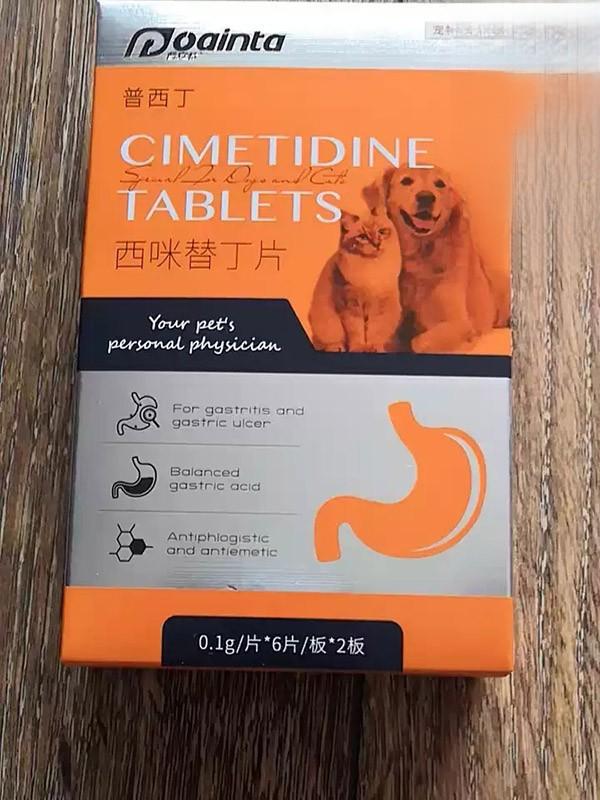 Poainta
普西丁
CIMETIDINE
Special For Dogs and Cats
TABLETS
西咪替丁片
Your pet's
personal physician
For gastritis and
gastric ulcer
Balanced
gastric acid
Antiphlogistic
and antiemetic
0.1g/片*6片/板*2板